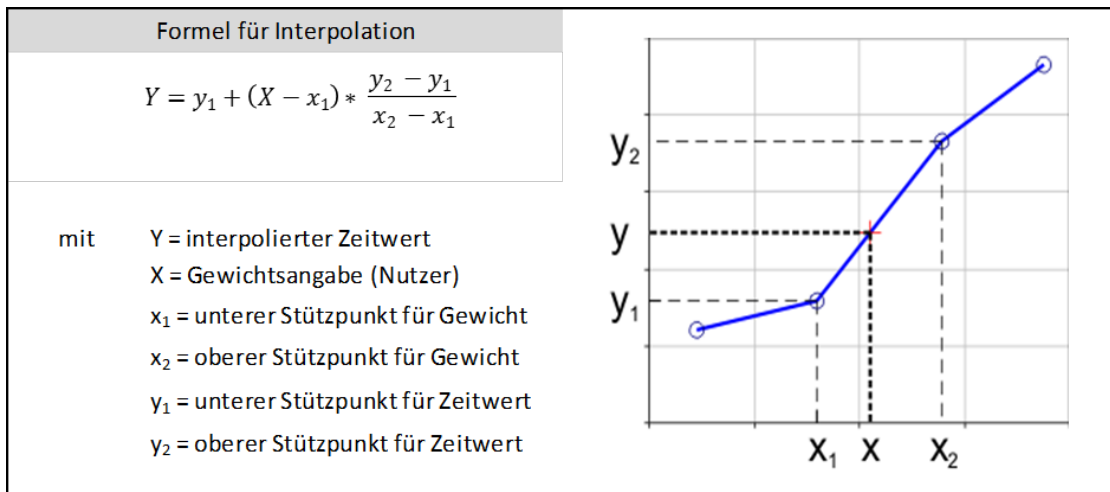 Formel für Interpolation
Y = y₁ + (X − x₁) * (y₂ − y₁) / (x₂ − x₁)
mit Y = interpolierter Zeitwert
X = Gewichtsangabe (Nutzer)
x₁ = unterer Stützpunkt für Gewicht
x₂ = oberer Stützpunkt für Gewicht
y₁ = unterer Stützpunkt für Zeitwert
y₂ = oberer Stützpunkt für Zeitwert
y₂
y
y₁
x₁ x x₂